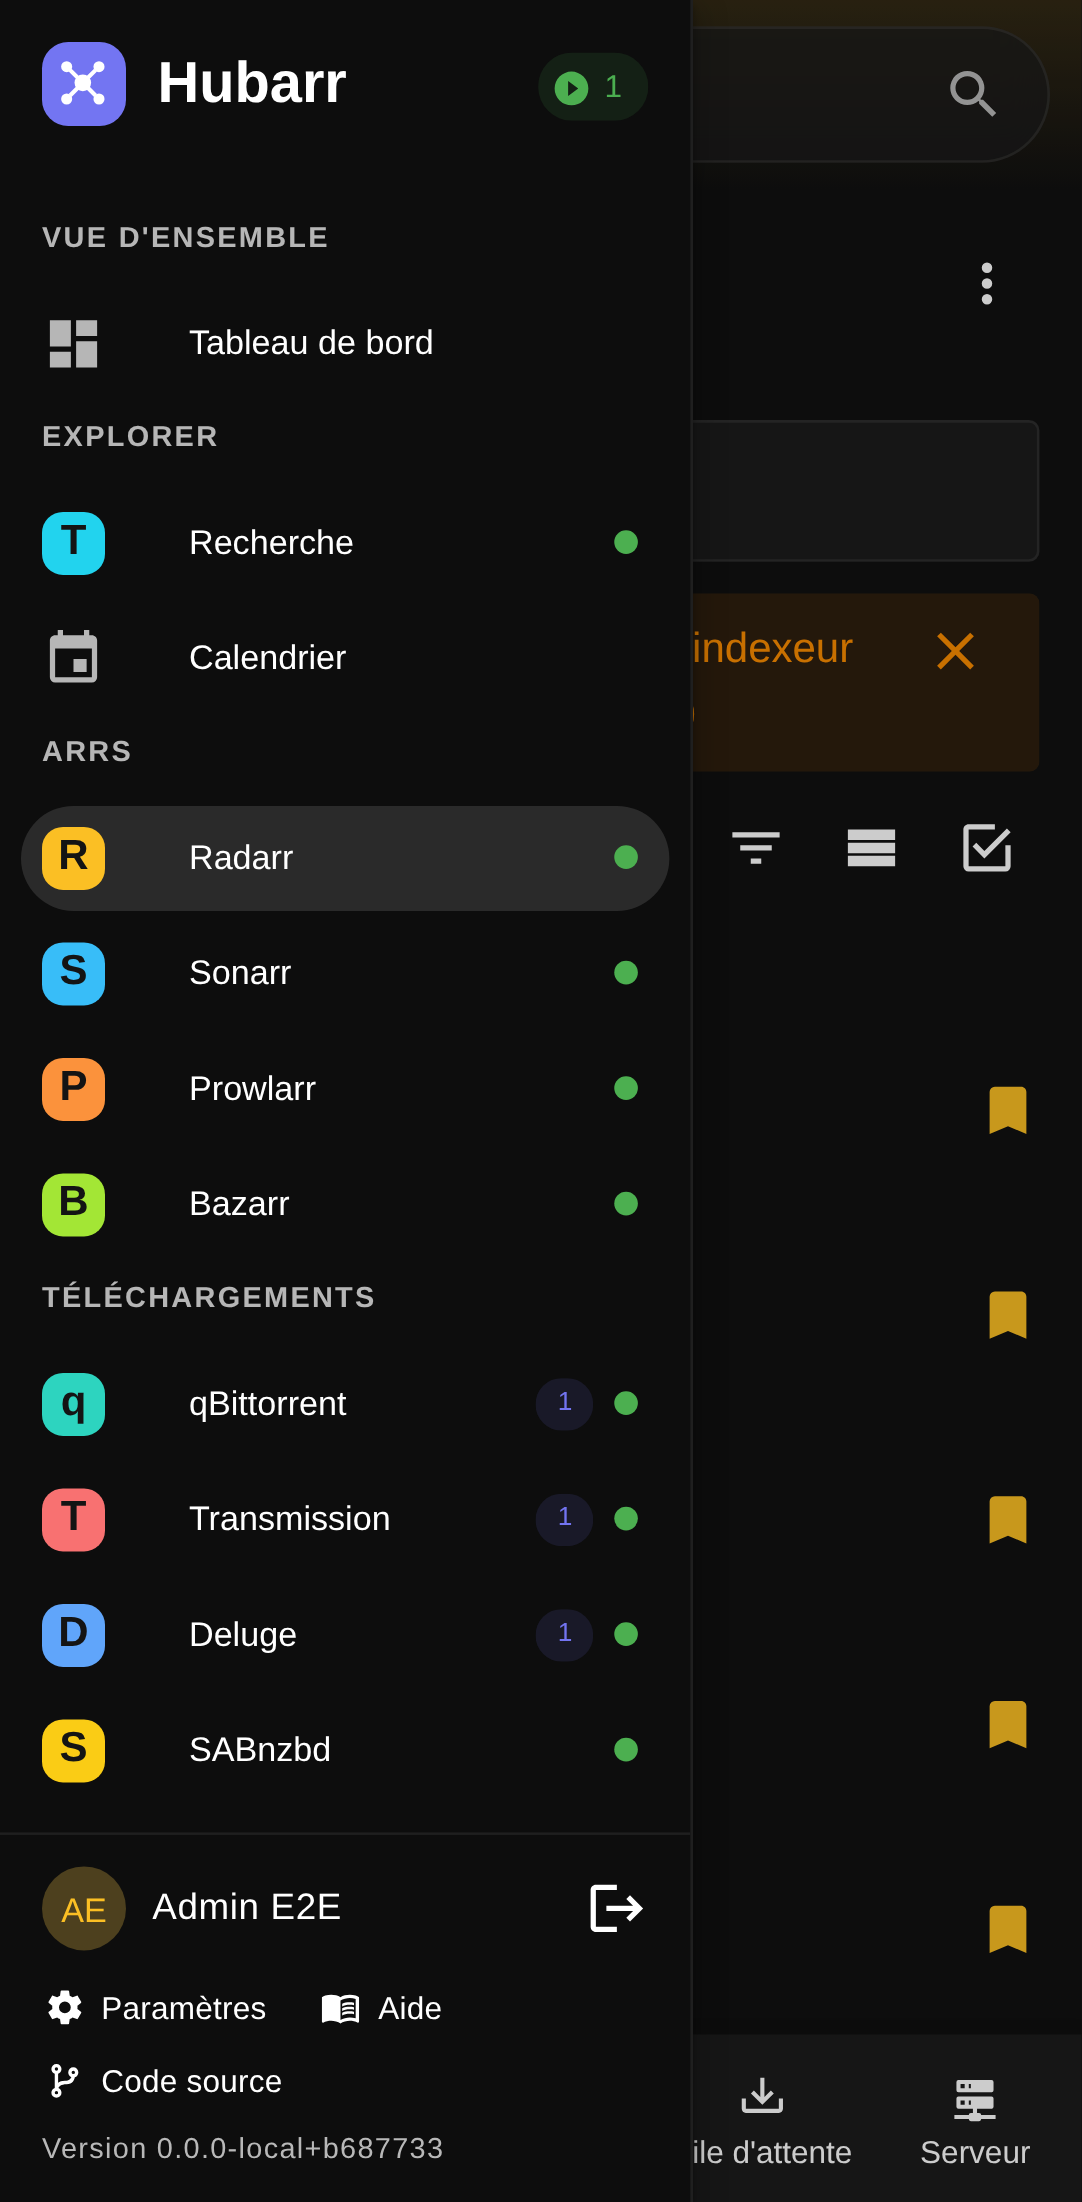 Hubarr
1
VUE D'ENSEMBLE
Tableau de bord
EXPLORER
T Recherche
indexeur
Calendrier
ARRS
R Radarr
S Sonarr
P Prowlarr
B Bazarr
TÉLÉCHARGEMENTS
q qBittorrent 1
T Transmission 1
D Deluge 1
S SABnzbd
AE Admin E2E
Paramètres Aide
Code source
Version 0.0.0-local+b687733
ile d'attente
Serveur